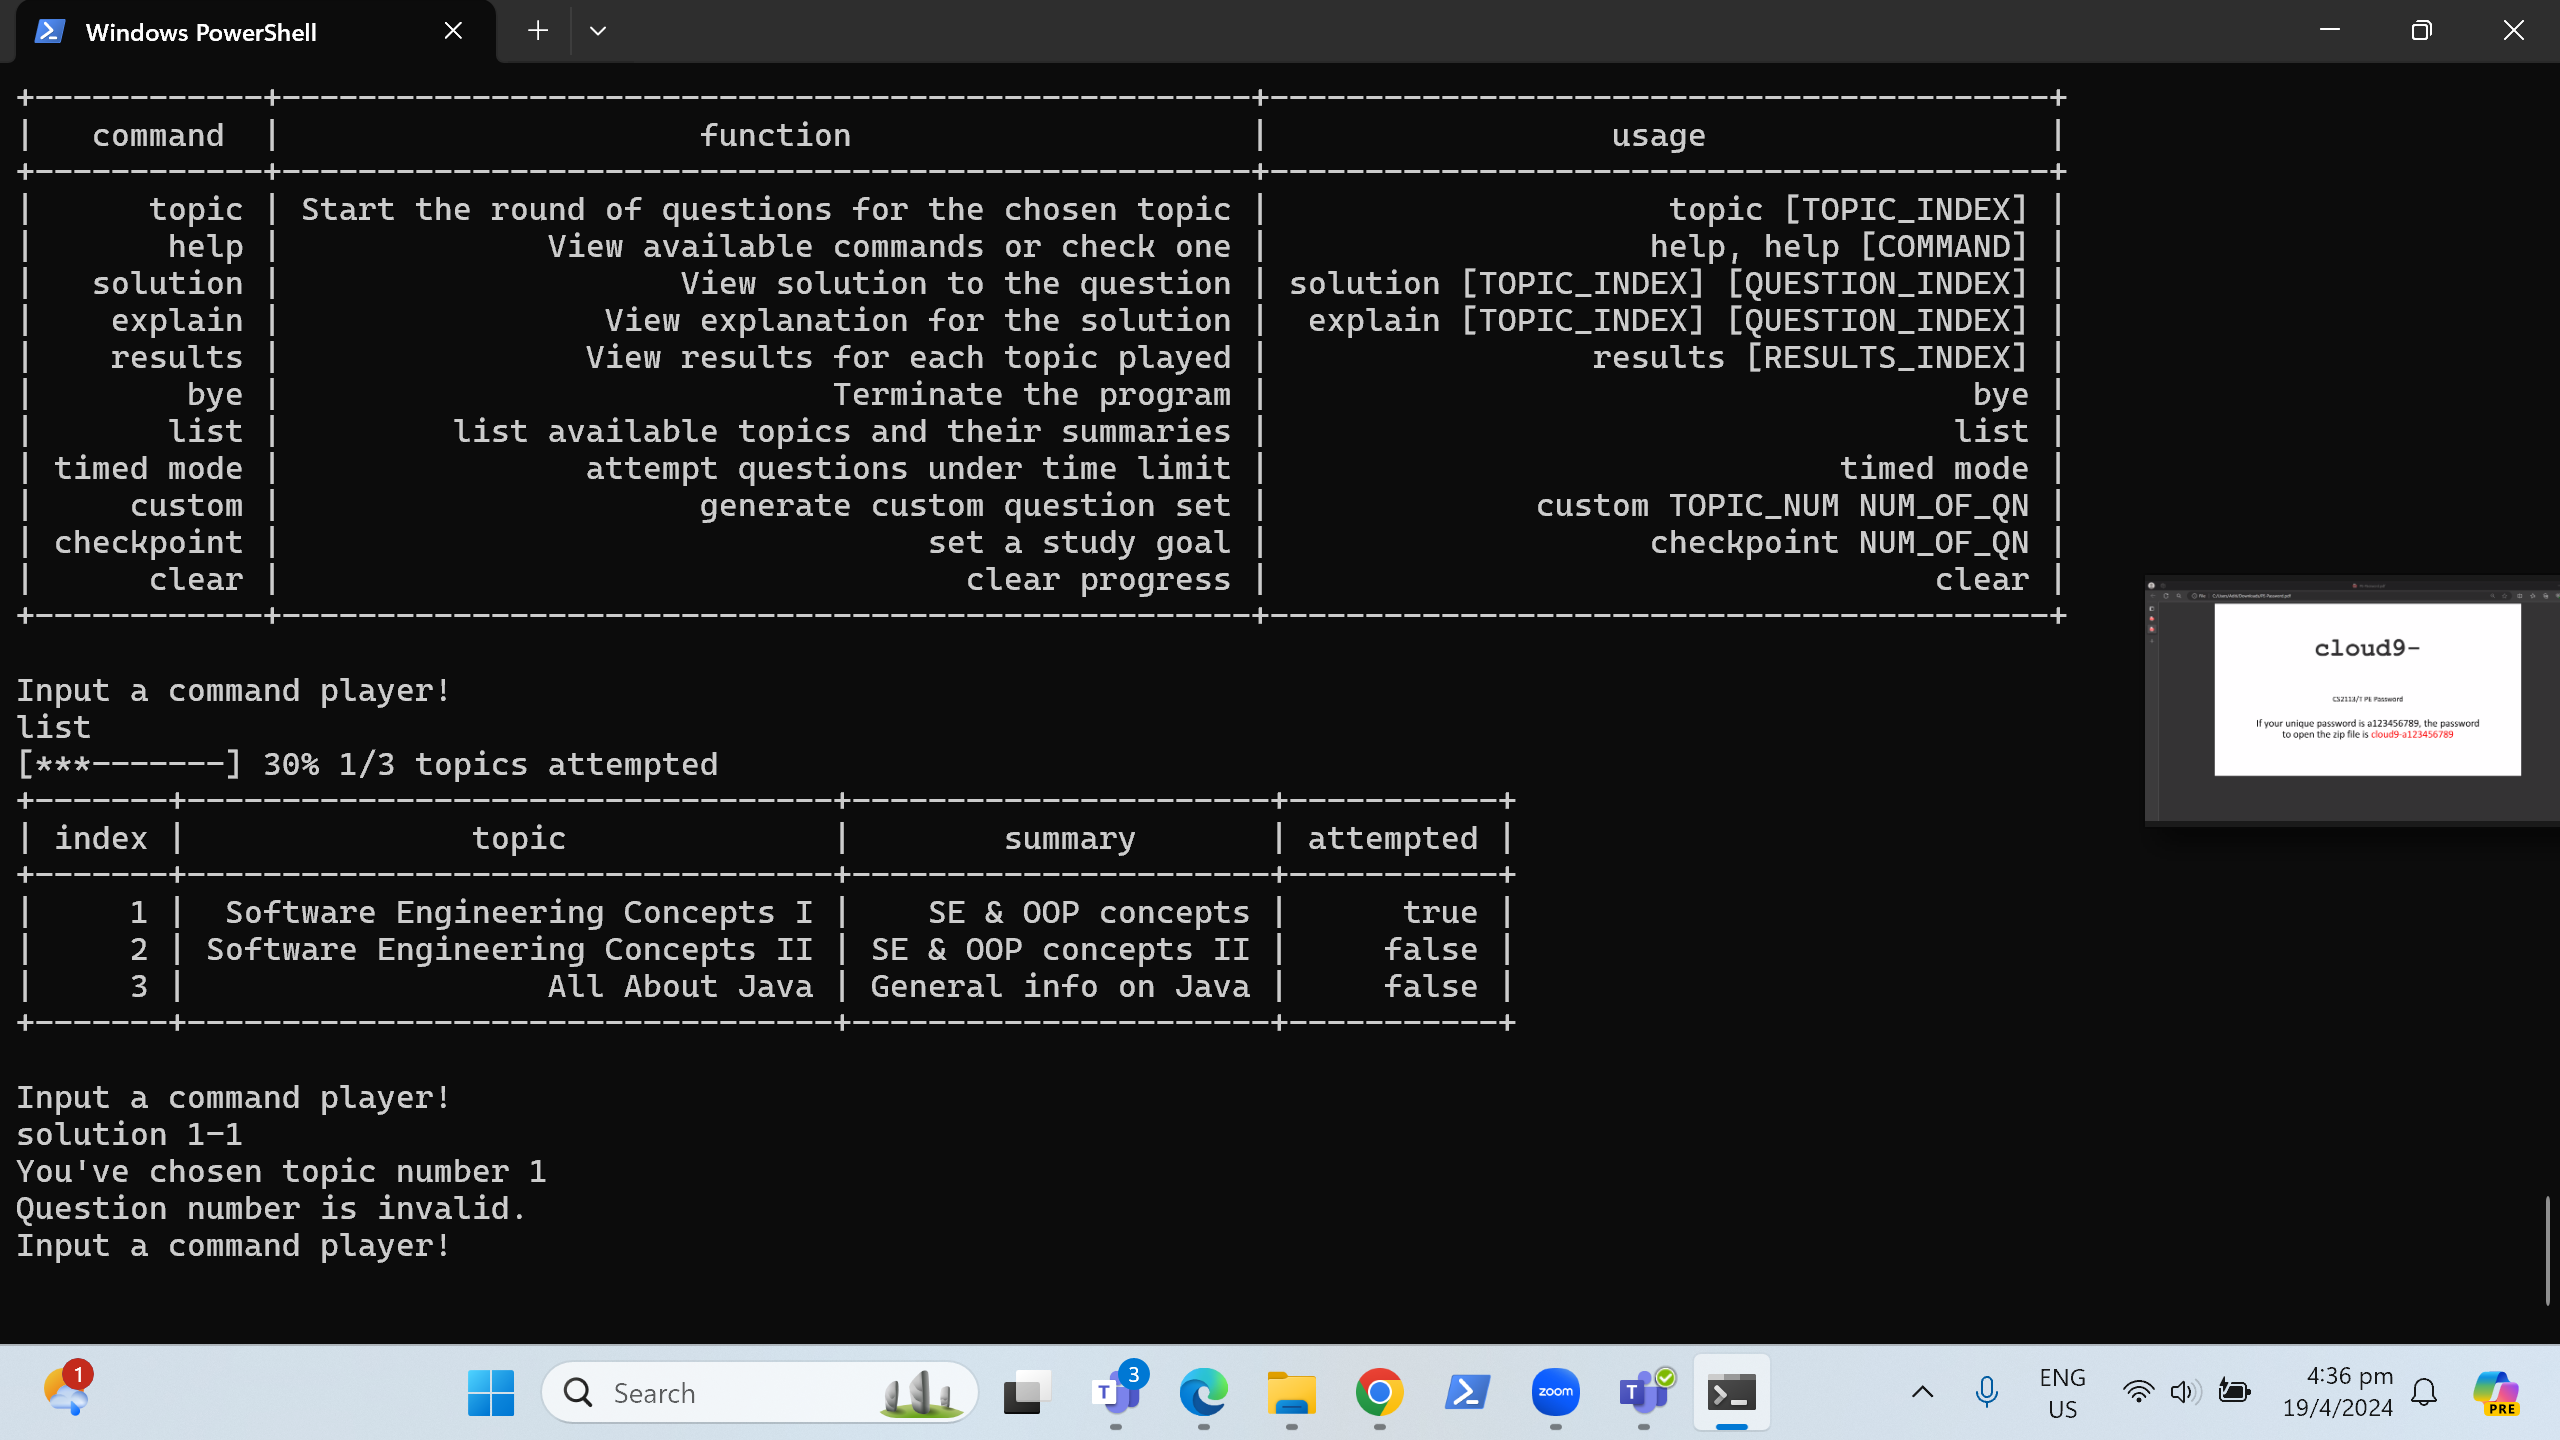 Windows PowerShell
+------------+---------------------------------------------------+-----------------------------------------+
| command | function | usage |
+------------+---------------------------------------------------+-----------------------------------------+
| topic | Start the round of questions for the chosen topic | topic [TOPIC_INDEX] |
| help | View available commands or check one | help, help [COMMAND] |
| solution | View solution to the question | solution [TOPIC_INDEX] [QUESTION_INDEX] |
| explain | View explanation for the solution | explain [TOPIC_INDEX] [QUESTION_INDEX] |
| results | View results for each topic played | results [RESULTS_INDEX] |
| bye | Terminate the program | bye |
| list | list available topics and their summaries | list |
| timed mode | attempt questions under time limit | timed mode |
| custom | generate custom question set | custom TOPIC_NUM NUM_OF_QN |
| checkpoint | set a study goal | checkpoint NUM_OF_QN |
| clear | clear progress | clear |
+------------+---------------------------------------------------+-----------------------------------------+
Input a command player!
list
[***-------] 30% 1/3 topics attempted
+-------+----------------------------------+----------------------+-----------+
| index | topic | summary | attempted |
+-------+----------------------------------+----------------------+-----------+
| 1 | Software Engineering Concepts I | SE & OOP concepts | true |
| 2 | Software Engineering Concepts II | SE & OOP concepts II | false |
| 3 | All About Java | General info on Java | false |
+-------+----------------------------------+----------------------+-----------+
Input a command player!
solution 1-1
You've chosen topic number 1
Question number is invalid.
Input a command player!
cloud9-
CS2113/T PE Password
If your unique password is a123456789, the password
to open the zip file is cloud9-a123456789
1
Search
T
3
zoom
T
ENG
US
4:36 pm
19/4/2024
PRE